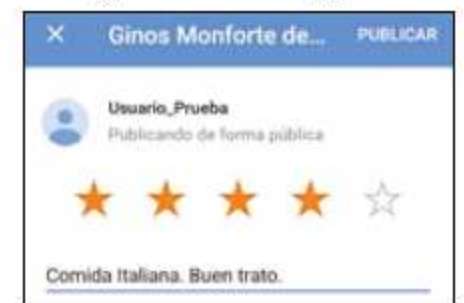 Ginos Monforte de... PUBLICAR
Usuario_Prueba
Publicando de forma pública
Comida Italiana. Buen trato.